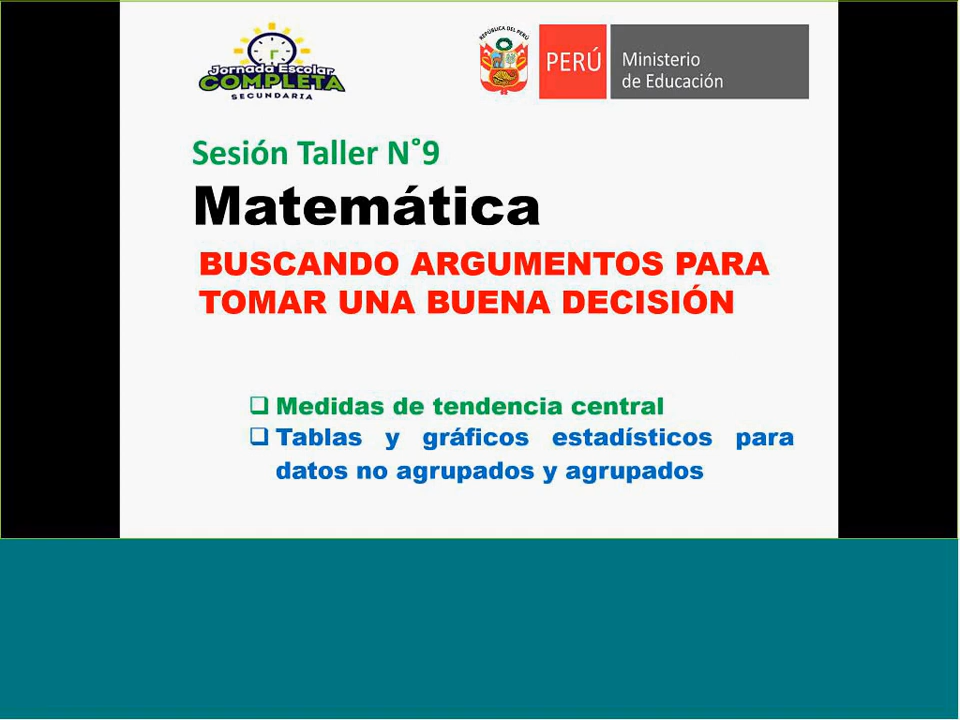 Jornada Escolar
COMPLETA
SECUNDARIA
REPÚBLICA DEL PERÚ
PERÚ
Ministerio
de Educación
Sesión Taller N°9
Matemática
BUSCANDO ARGUMENTOS PARA
TOMAR UNA BUENA DECISIÓN
Medidas de tendencia central
Tablas y gráficos estadísticos para
datos no agrupados y agrupados